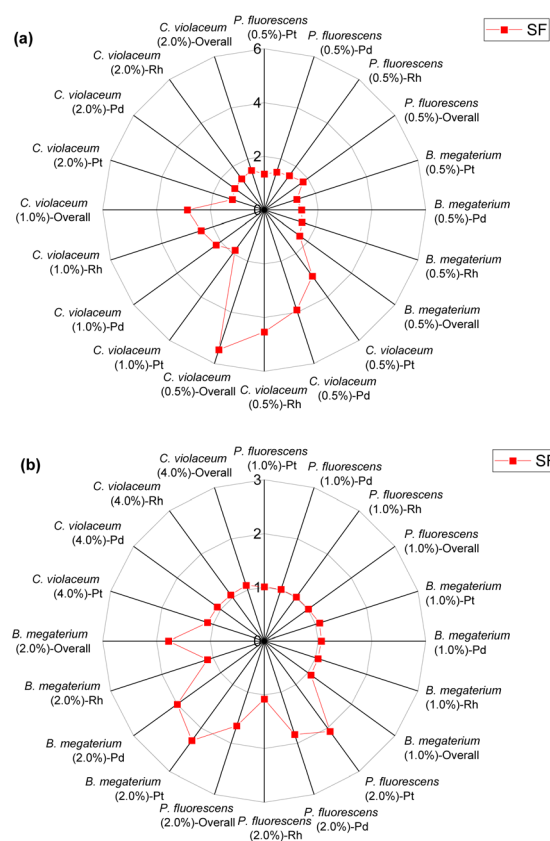 (a)
SF
P. fluorescens
(0.5%)-Pt
P. fluorescens
(0.5%)-Pd
P. fluorescens
(0.5%)-Rh
P. fluorescens
(0.5%)-Overall
B. megaterium
(0.5%)-Pt
B. megaterium
(0.5%)-Pd
B. megaterium
(0.5%)-Rh
B. megaterium
(0.5%)-Overall
C. violaceum
(0.5%)-Pt
C. violaceum
(0.5%)-Pd
C. violaceum
(0.5%)-Rh
C. violaceum
(0.5%)-Overall
C. violaceum
(1.0%)-Pt
C. violaceum
(1.0%)-Pd
C. violaceum
(1.0%)-Rh
C. violaceum
(1.0%)-Overall
C. violaceum
(2.0%)-Pt
C. violaceum
(2.0%)-Pd
C. violaceum
(2.0%)-Rh
C. violaceum
(2.0%)-Overall
6
4
2
0
(b)
SF
P. fluorescens
(1.0%)-Pt
P. fluorescens
(1.0%)-Pd
P. fluorescens
(1.0%)-Rh
P. fluorescens
(1.0%)-Overall
B. megaterium
(1.0%)-Pt
B. megaterium
(1.0%)-Pd
B. megaterium
(1.0%)-Rh
B. megaterium
(1.0%)-Overall
P. fluorescens
(2.0%)-Pt
P. fluorescens
(2.0%)-Pd
P. fluorescens
(2.0%)-Rh
P. fluorescens
(2.0%)-Overall
B. megaterium
(2.0%)-Pt
B. megaterium
(2.0%)-Pd
B. megaterium
(2.0%)-Rh
B. megaterium
(2.0%)-Overall
C. violaceum
(4.0%)-Pt
C. violaceum
(4.0%)-Pd
C. violaceum
(4.0%)-Rh
C. violaceum
(4.0%)-Overall
3
2
1
0